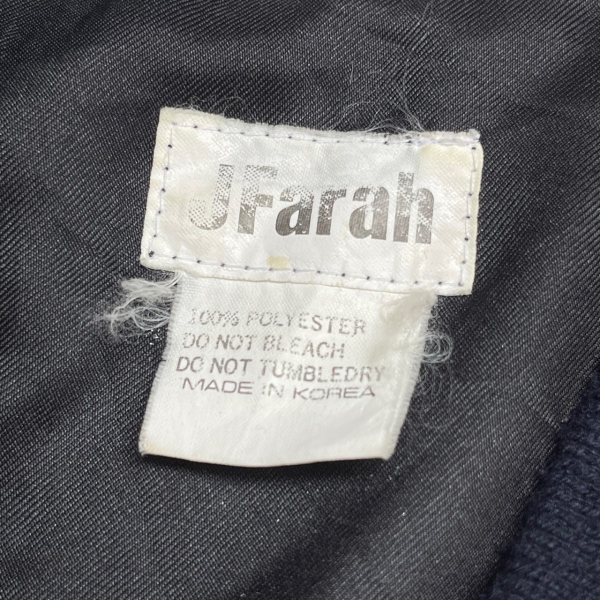 JFarah
100% POLYESTER
DO NOT BLEACH
DO NOT TUMBLEDRY
MADE IN KOREA